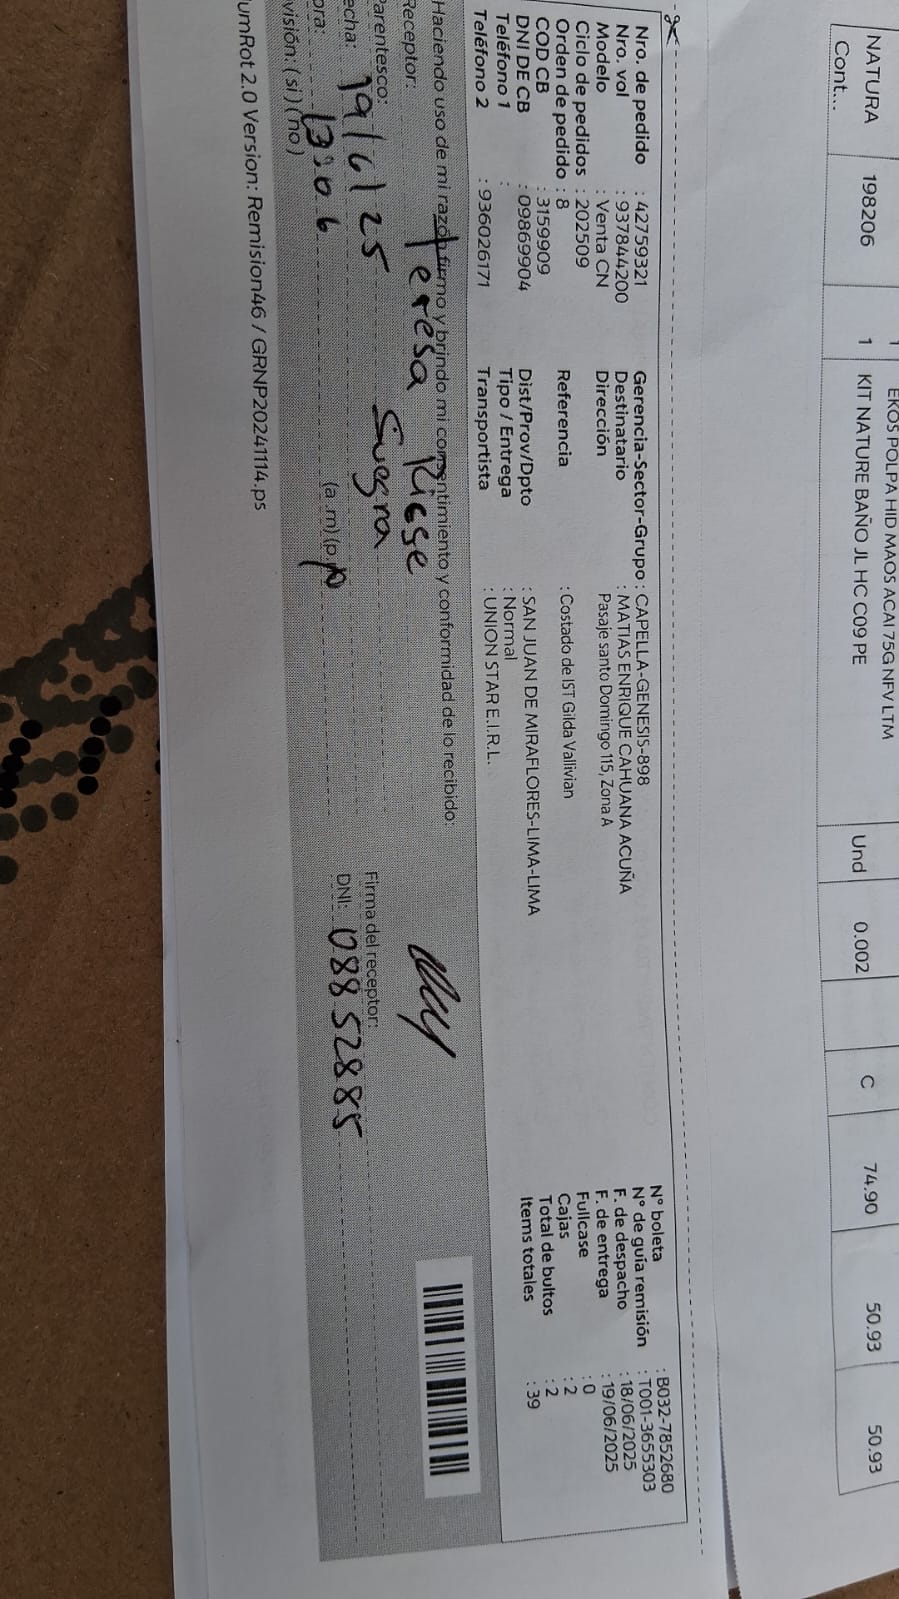 EKOS POLPA HID MAOS ACAI 75G NFV LTM
NATURA 198206 1 KIT NATURE BAÑO JL HC C09 PE Und 0.002 C 74.90 50.93 50.93
Cont...
Nro. de pedido : 42759321 Gerencia-Sector-Grupo : CAPELLA-GENESIS-898 N° boleta : B032-7852680
Nro. vol : 937844200 Destinatario : MATIAS ENRIQUE CAHUANA ACUÑA N° de guía remisión : T001-3655303
Modelo : Venta CN Dirección Pasaje santo Domingo 115, Zona A F. de despacho : 18/06/2025
Ciclo de pedidos : 202509 F. de entrega : 19/06/2025
Orden de pedido : 8 Referencia : Costado de IST Gilda Vallivian Fullcase : 0
COD CB : 3159909 Cajas : 2
DNI DE CB : 09869904 Dist/Prov/Dpto : SAN JUAN DE MIRAFLORES-LIMA-LIMA Total de bultos : 2
Teléfono 1 : Tipo / Entrega : Normal Items totales : 39
Teléfono 2 : 936026171 Transportista : UNION STAR E.I.R.L.
Haciendo uso de mi razón firmo y brindo mi consentimiento y conformidad de lo recibido:
Receptor: Teresa
Parentesco: Suegra Firma del receptor:
echa: 19/6/25 DNI: 08852885
ora: 13:06 (a.m) (p.m)
visión: ( si ) ( no )
umRot 2.0 Version: Remision46 / GRNP20241114.ps